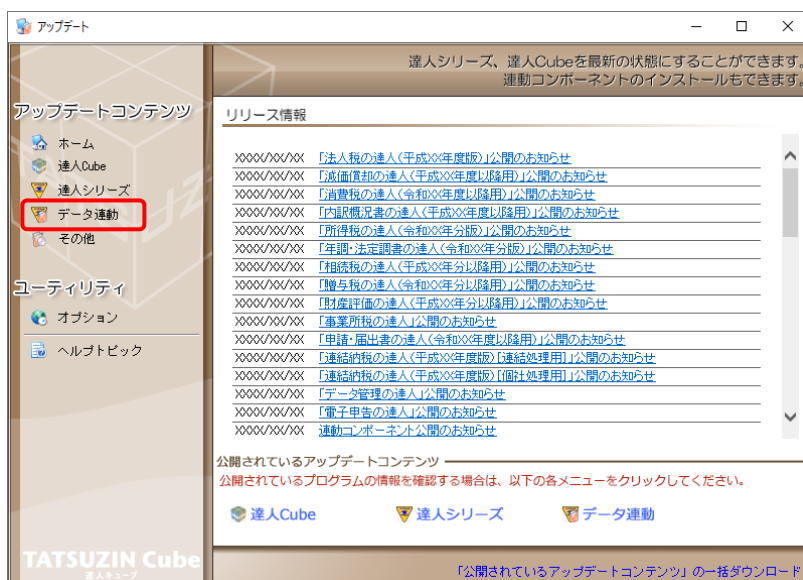 アップデート
達人シリーズ、達人Cubeを最新の状態にすることができます。
連動コンポーネントのインストールもできます。
アップデートコンテンツ
ホーム
達人Cube
達人シリーズ
データ連動
その他
ユーティリティ
オプション
ヘルプトピック
リリース情報
XXXX/XX/XX 「法人税の達人(平成XX年度版)」公開のお知らせ
XXXX/XX/XX 「減価償却の達人(平成XX年度以降用)」公開のお知らせ
XXXX/XX/XX 「消費税の達人(令和XX年度以降用)」公開のお知らせ
XXXX/XX/XX 「内訳概況書の達人(平成XX年度以降用)」公開のお知らせ
XXXX/XX/XX 「所得税の達人(令和XX年分版)」公開のお知らせ
XXXX/XX/XX 「年調・法定調書の達人(令和XX年分版)」公開のお知らせ
XXXX/XX/XX 「相続税の達人(平成XX年分以降用)」公開のお知らせ
XXXX/XX/XX 「贈与税の達人(令和XX年分以降用)」公開のお知らせ
XXXX/XX/XX 「財産評価の達人(平成XX年分以降用)」公開のお知らせ
XXXX/XX/XX 「事業所税の達人」公開のお知らせ
XXXX/XX/XX 「申請・届出書の達人(令和XX年度以降用)」公開のお知らせ
XXXX/XX/XX 「連結納税の達人(平成XX年度版)[連結処理用]」公開のお知らせ
XXXX/XX/XX 「連結納税の達人(平成XX年度版)[個社処理用]」公開のお知らせ
XXXX/XX/XX 「データ管理の達人」公開のお知らせ
XXXX/XX/XX 「電子申告の達人」公開のお知らせ
XXXX/XX/XX 連動コンポーネント公開のお知らせ
公開されているアップデートコンテンツ
公開されているプログラムの情報を確認する場合は、以下の各メニューをクリックしてください。
達人Cube 達人シリーズ データ連動
TATSUZIN Cube
達人キューブ
「公開されているアップデートコンテンツ」の一括ダウンロード